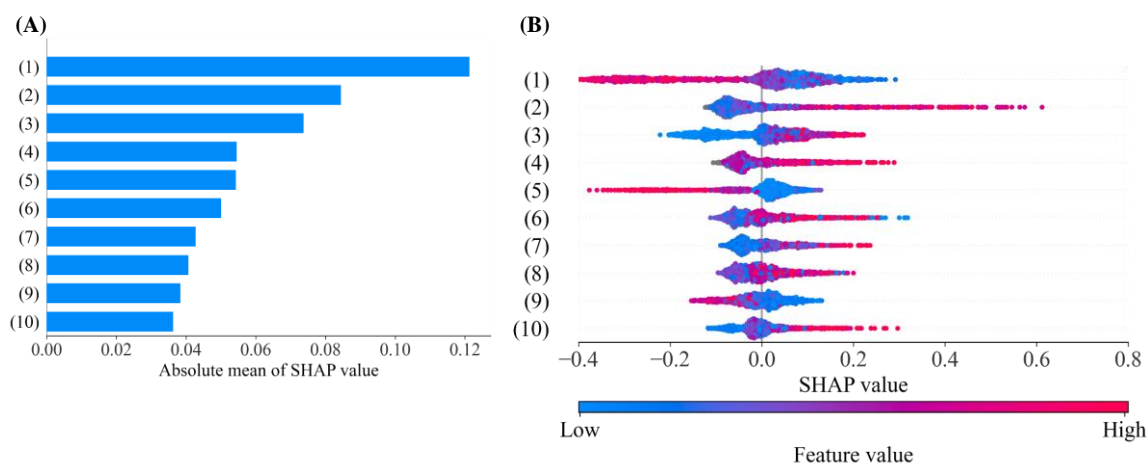 (A)
(1)
(2)
(3)
(4)
(5)
(6)
(7)
(8)
(9)
(10)
0.00 0.02 0.04 0.06 0.08 0.10 0.12
Absolute mean of SHAP value
(B)
(1)
(2)
(3)
(4)
(5)
(6)
(7)
(8)
(9)
(10)
−0.4 −0.2 0.0 0.2 0.4 0.6 0.8
SHAP value
Low High
Feature value